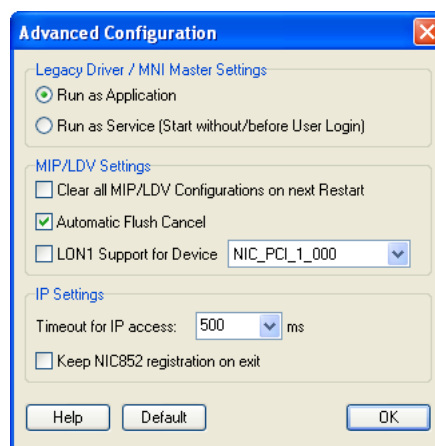 Advanced Configuration
Legacy Driver / MNI Master Settings
Run as Application
Run as Service (Start without/before User Login)
MIP/LDV Settings
Clear all MIP/LDV Configurations on next Restart
Automatic Flush Cancel
LON1 Support for Device NIC_PCI_1_000
IP Settings
Timeout for IP access: 500 ms
Keep NIC852 registration on exit
Help Default OK